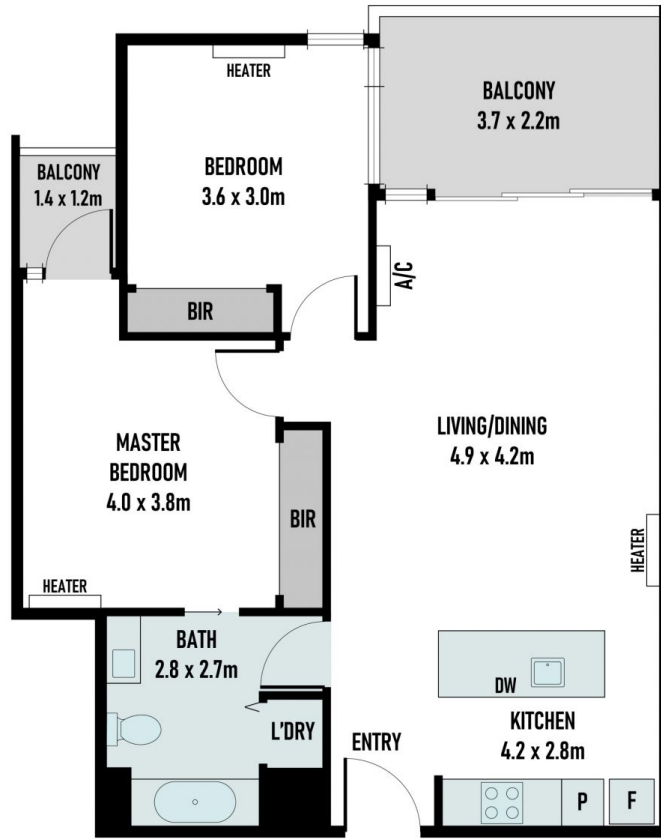 HEATER
BALCONY
3.7 x 2.2m
BEDROOM
3.6 x 3.0m
BALCONY
1.4 x 1.2m
A/C
BIR
MASTER
BEDROOM
4.0 x 3.8m
LIVING/DINING
4.9 x 4.2m
BIR
HEATER
HEATER
BATH
2.8 x 2.7m
DW
L'DRY
ENTRY
KITCHEN
4.2 x 2.8m
P
F